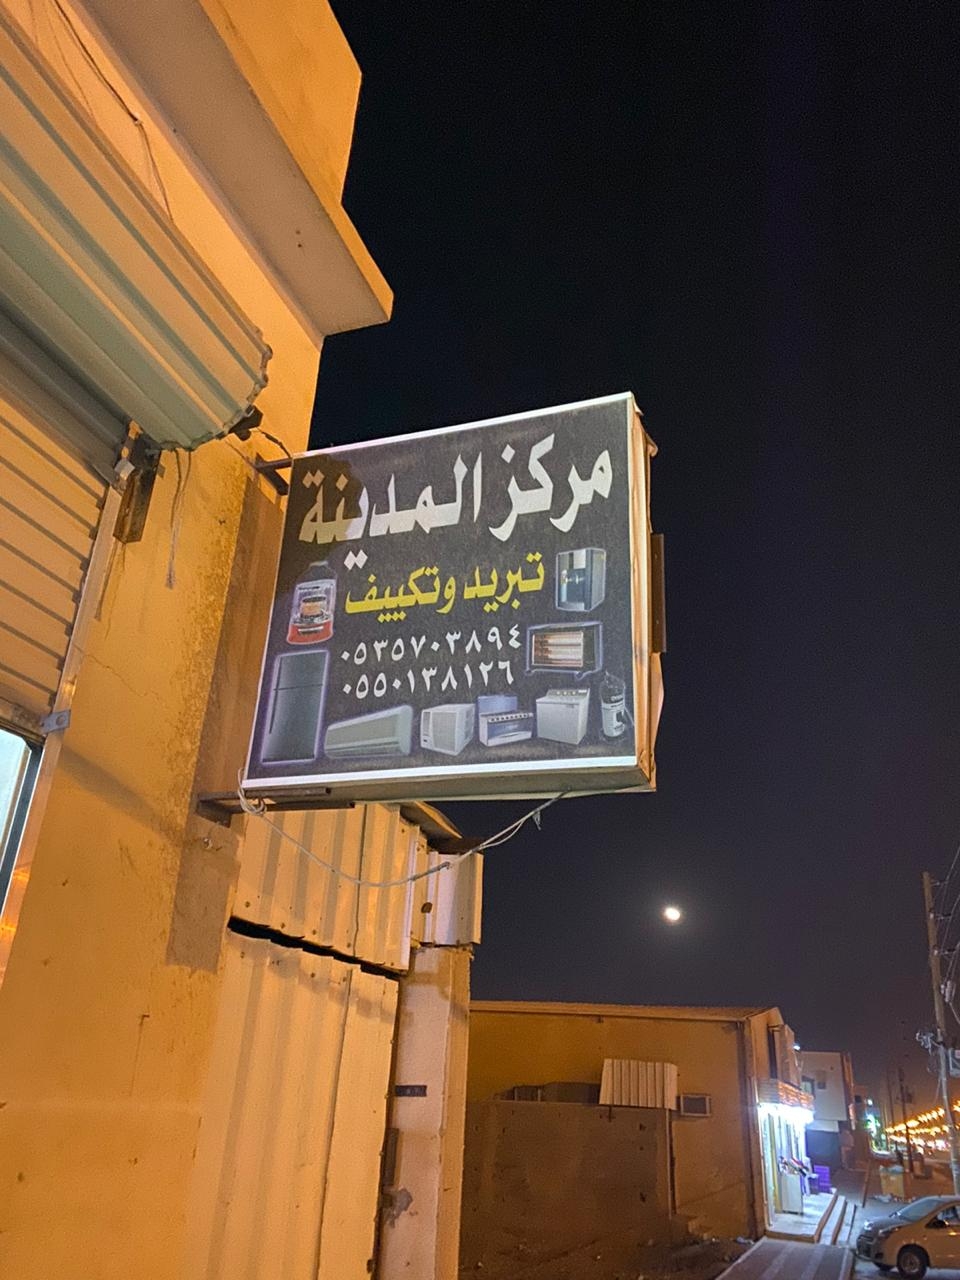 مركز المدينة
تبريد وتكييف
٠٥٣٥٧٠٣٨٩٤
٠٥٥٠١٣٨١٢٦